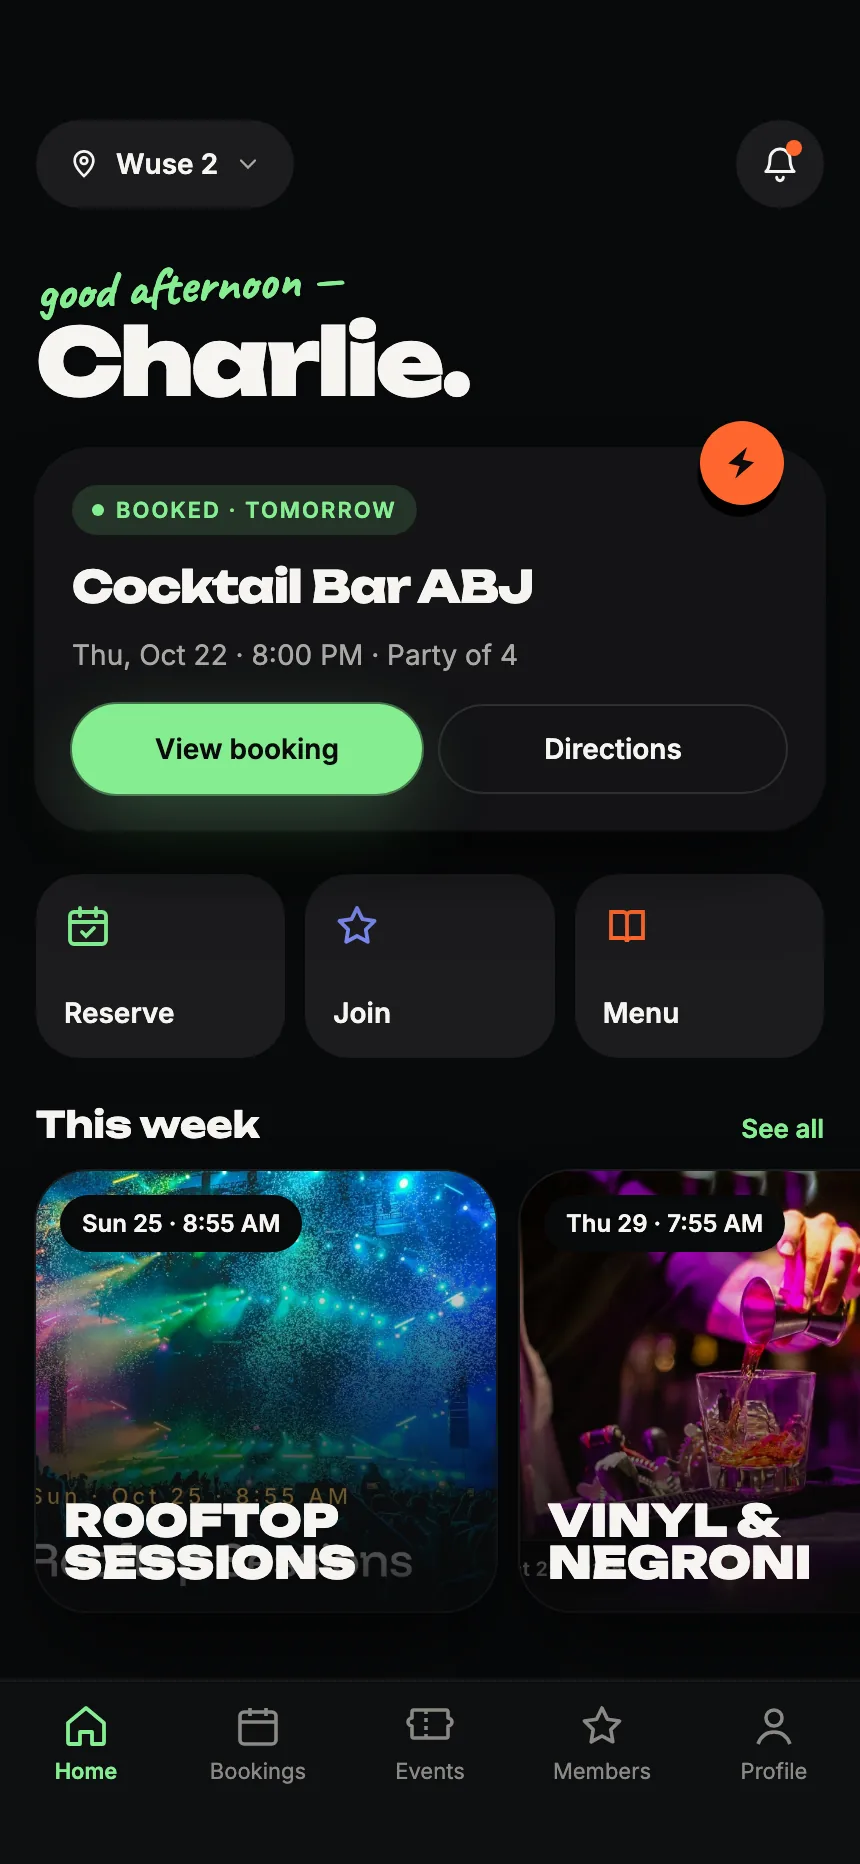 Wuse 2
good afternoon –
Charlie.
BOOKED · TOMORROW
Cocktail Bar ABJ
Thu, Oct 22 · 8:00 PM · Party of 4
View booking
Directions
Reserve
Join
Menu
This week
See all
Sun 25 · 8:55 AM
Sun · Oct 25 · 8:55 AM
ROOFTOP
SESSIONS
Thu 29 · 7:55 AM
VINYL &
NEGRONI
Home
Bookings
Events
Members
Profile